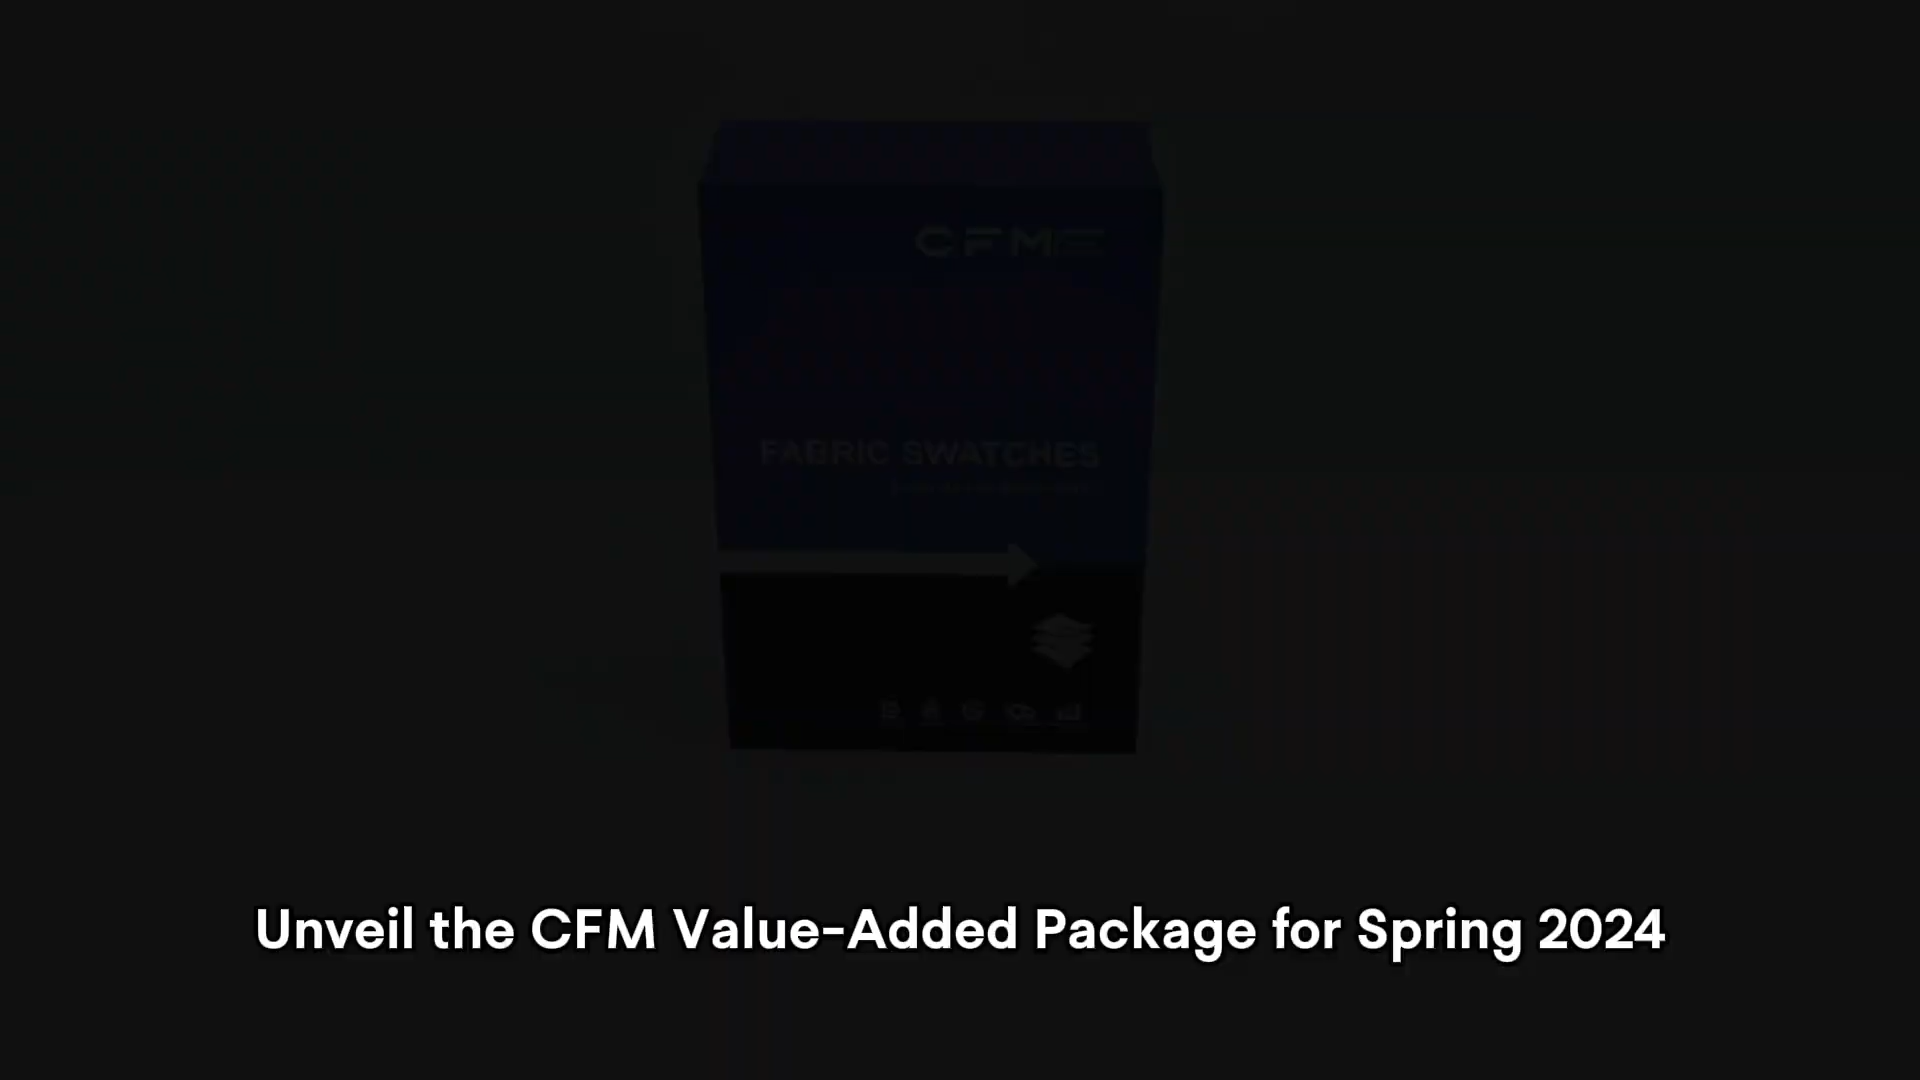 CFM
FABRIC SWATCHES
Unveil the CFM Value-Added Package for Spring 2024